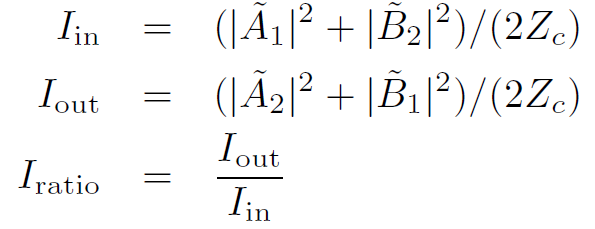 I_in = (|Ã_1|^2 + |B̃_2|^2)/(2Z_c)
I_out = (|Ã_2|^2 + |B̃_1|^2)/(2Z_c)
I_ratio = I_out / I_in